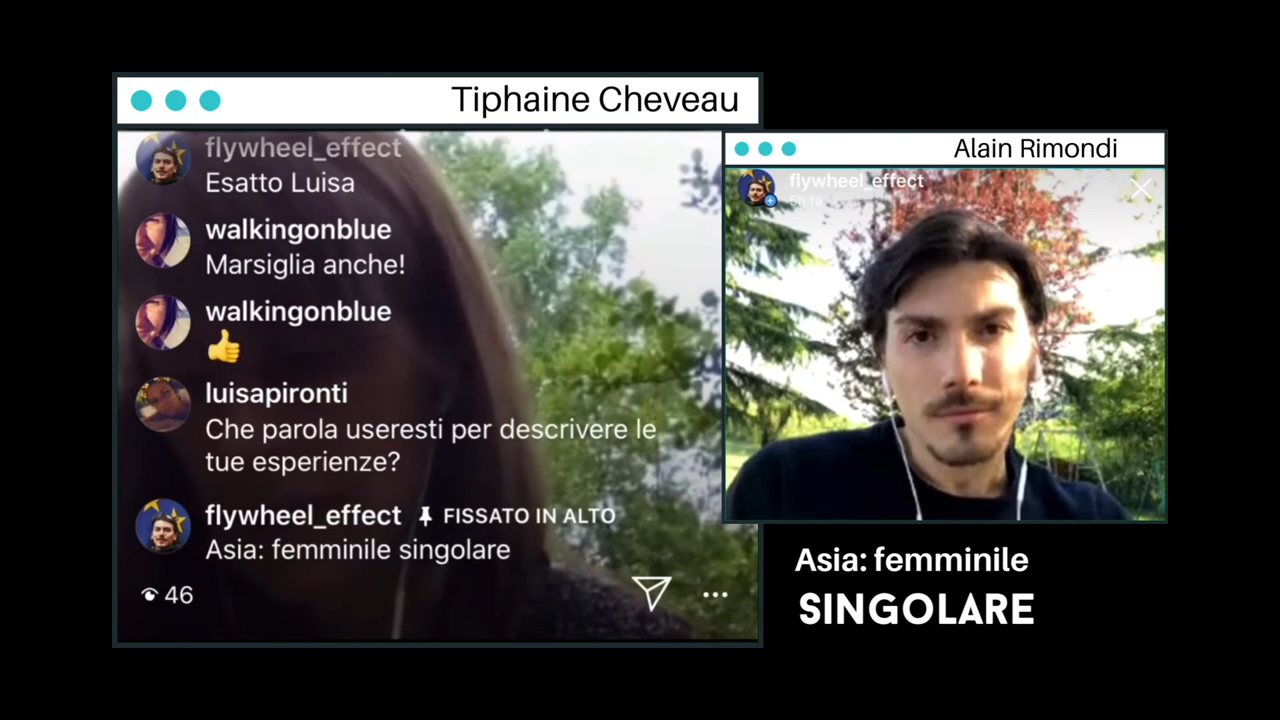 Tiphaine Cheveau
flywheel_effect
Esatto Luisa
walkingonblue
Marsiglia anche!
walkingonblue
👍
luisapironti
Che parola useresti per descrivere le
tue esperienze?
flywheel_effect FISSATO IN ALTO
Asia: femminile singolare
46
Alain Rimondi
flywheel_effect
Asia: femminile
SINGOLARE